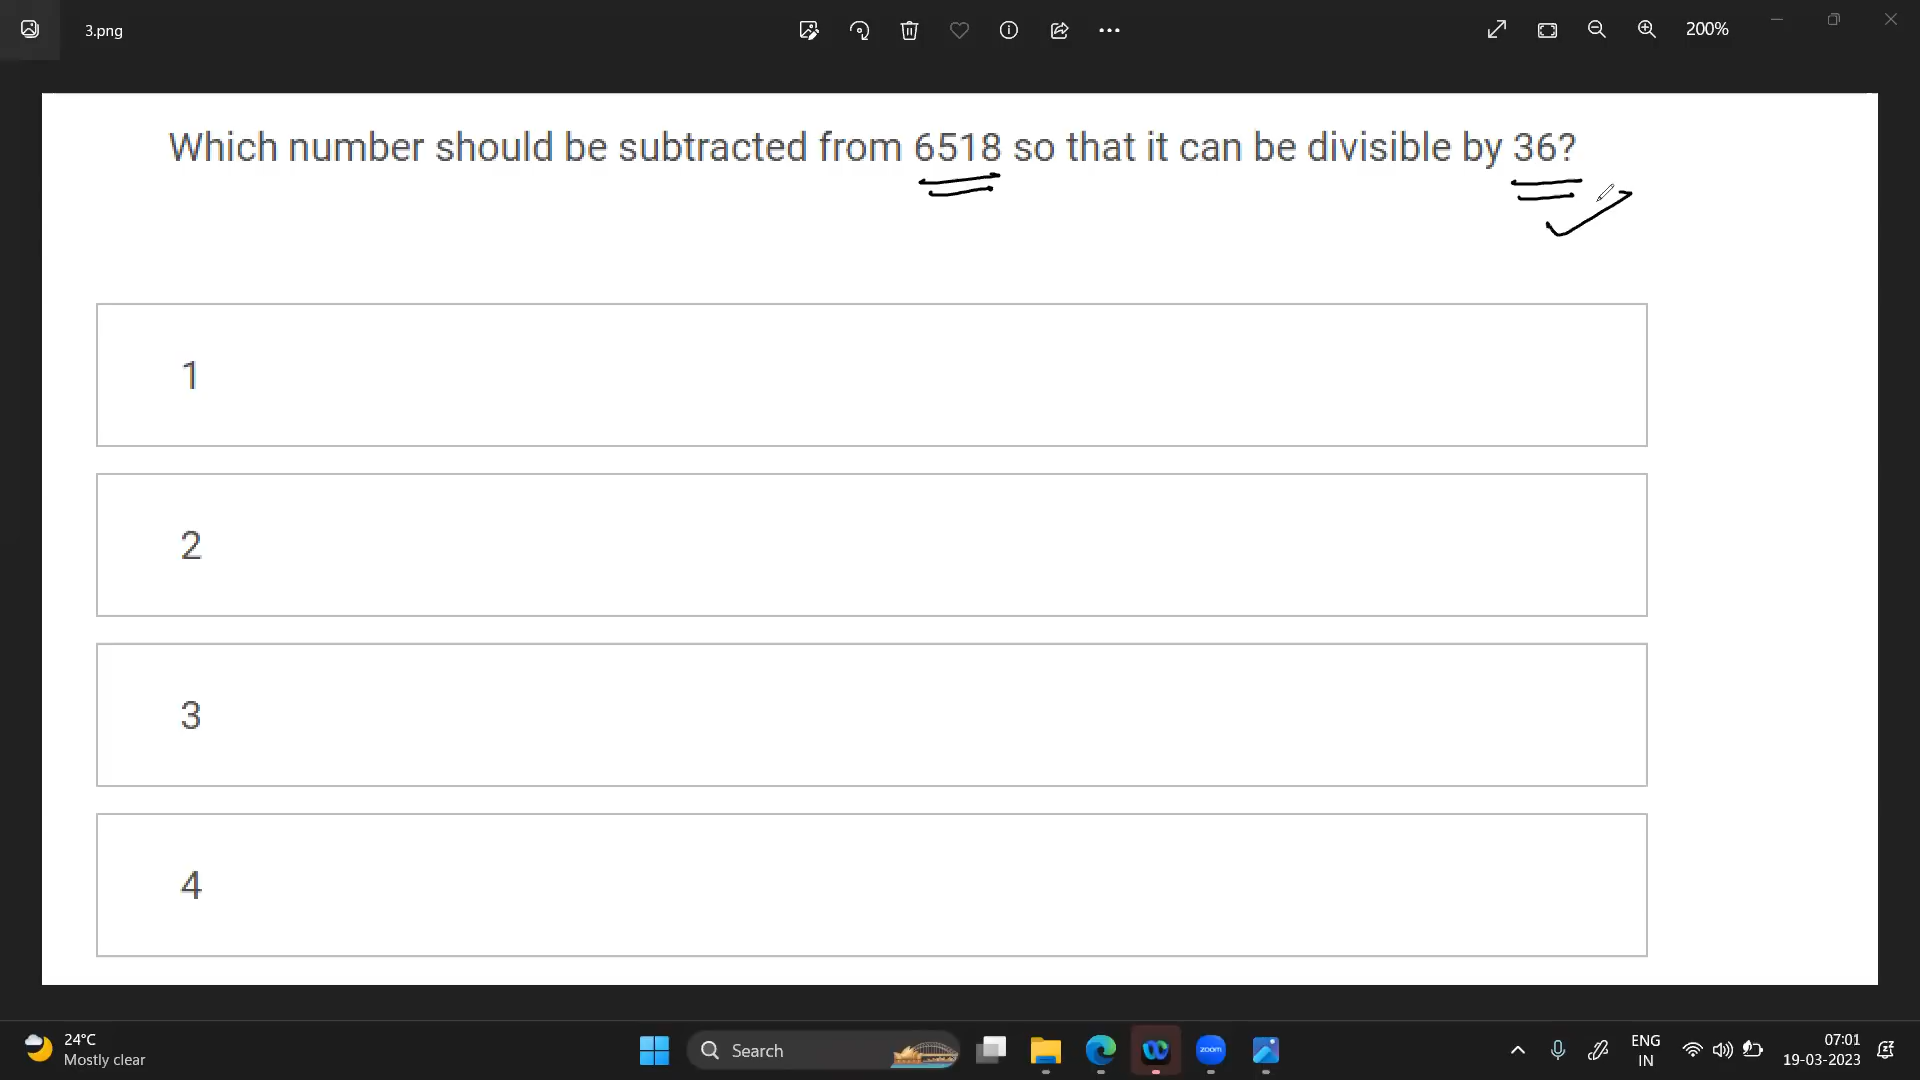 3.png
200%
Which number should be subtracted from 6518 so that it can be divisible by 36?
1
2
3
4
24°C
Mostly clear
Search
zoom
ENG
IN
07:01
19-03-2023